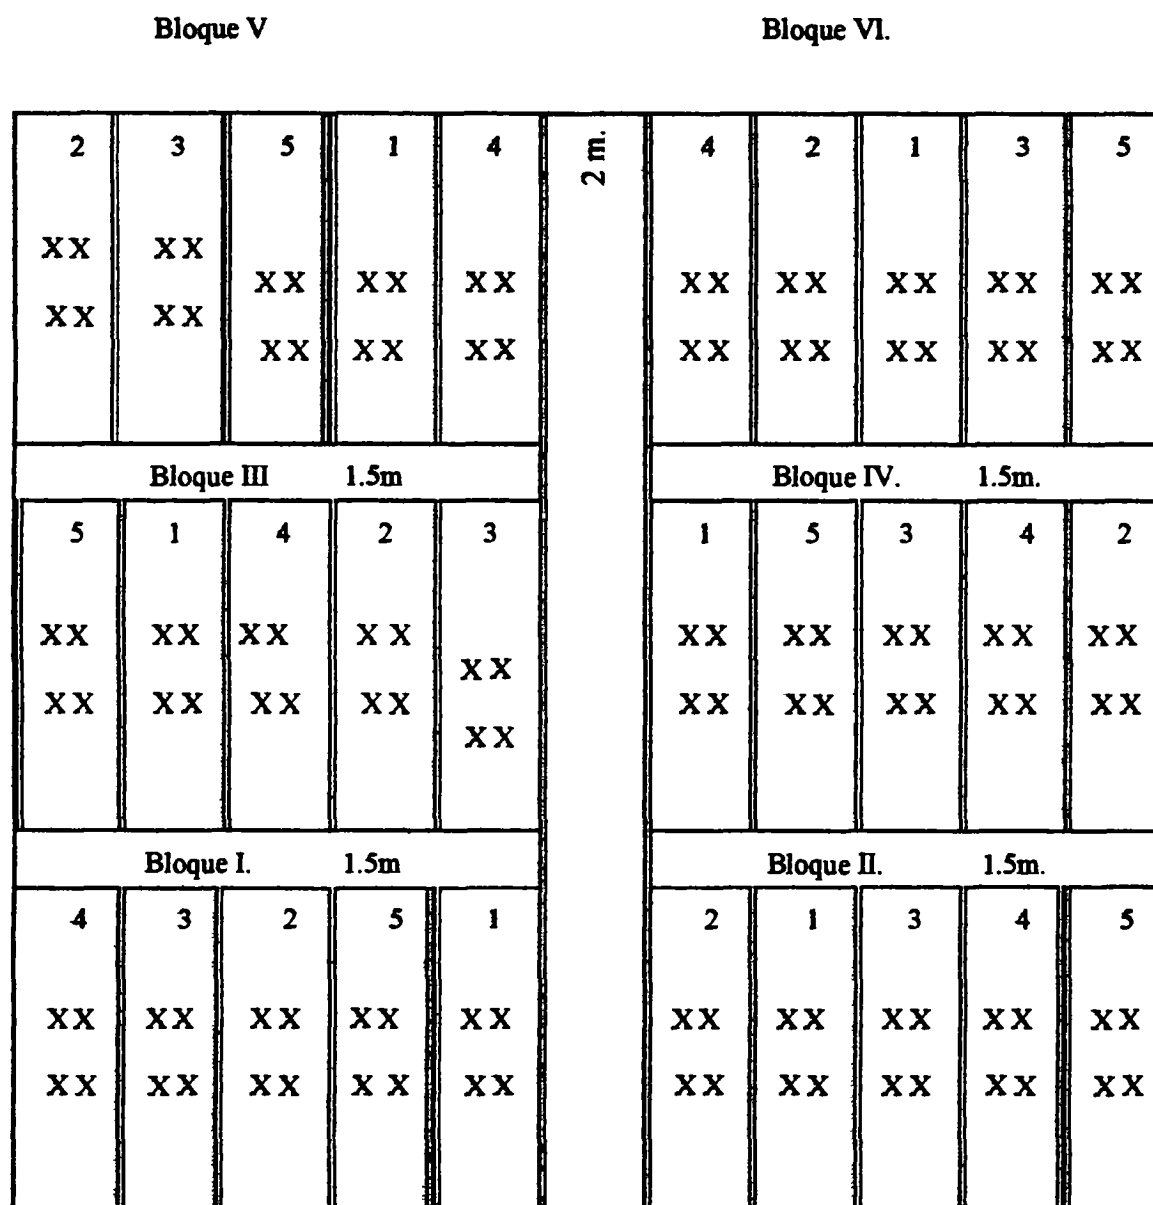 Bloque V Bloque VI.
2 3 5 1 4 2 m. 4 2 1 3 5
XX XX
XX XX XX XX XX XX XX XX
XX XX
XX XX XX XX XX XX XX XX
Bloque III 1.5m Bloque IV. 1.5m.
5 1 4 2 3 1 5 3 4 2
XX XX XX X X XX XX XX XX XX
XX
XX XX XX XX XX XX XX XX XX
XX
Bloque I. 1.5m Bloque II. 1.5m.
4 3 2 5 1 2 1 3 4 5
XX XX XX XX XX XX XX XX XX XX
XX XX XX X X XX XX XX XX XX XX